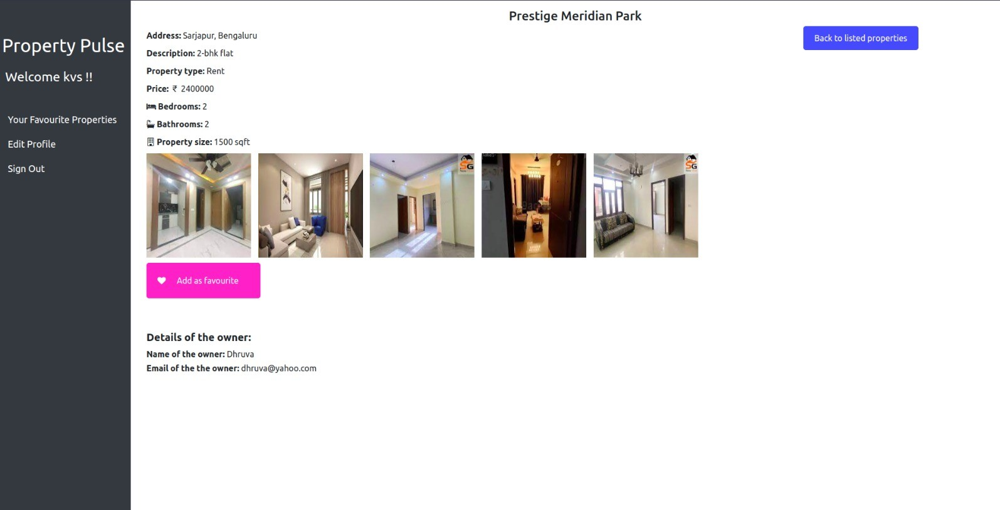 Property Pulse
Welcome kvs !!
Your Favourite Properties
Edit Profile
Sign Out
Prestige Meridian Park
Back to listed properties
Address: Sarjapur, Bengaluru
Description: 2-bhk flat
Property type: Rent
Price: ₹ 2400000
Bedrooms: 2
Bathrooms: 2
Property size: 1500 sqft
SG
SG
Add as favourite
Details of the owner:
Name of the owner: Dhruva
Email of the the owner: dhruva@yahoo.com